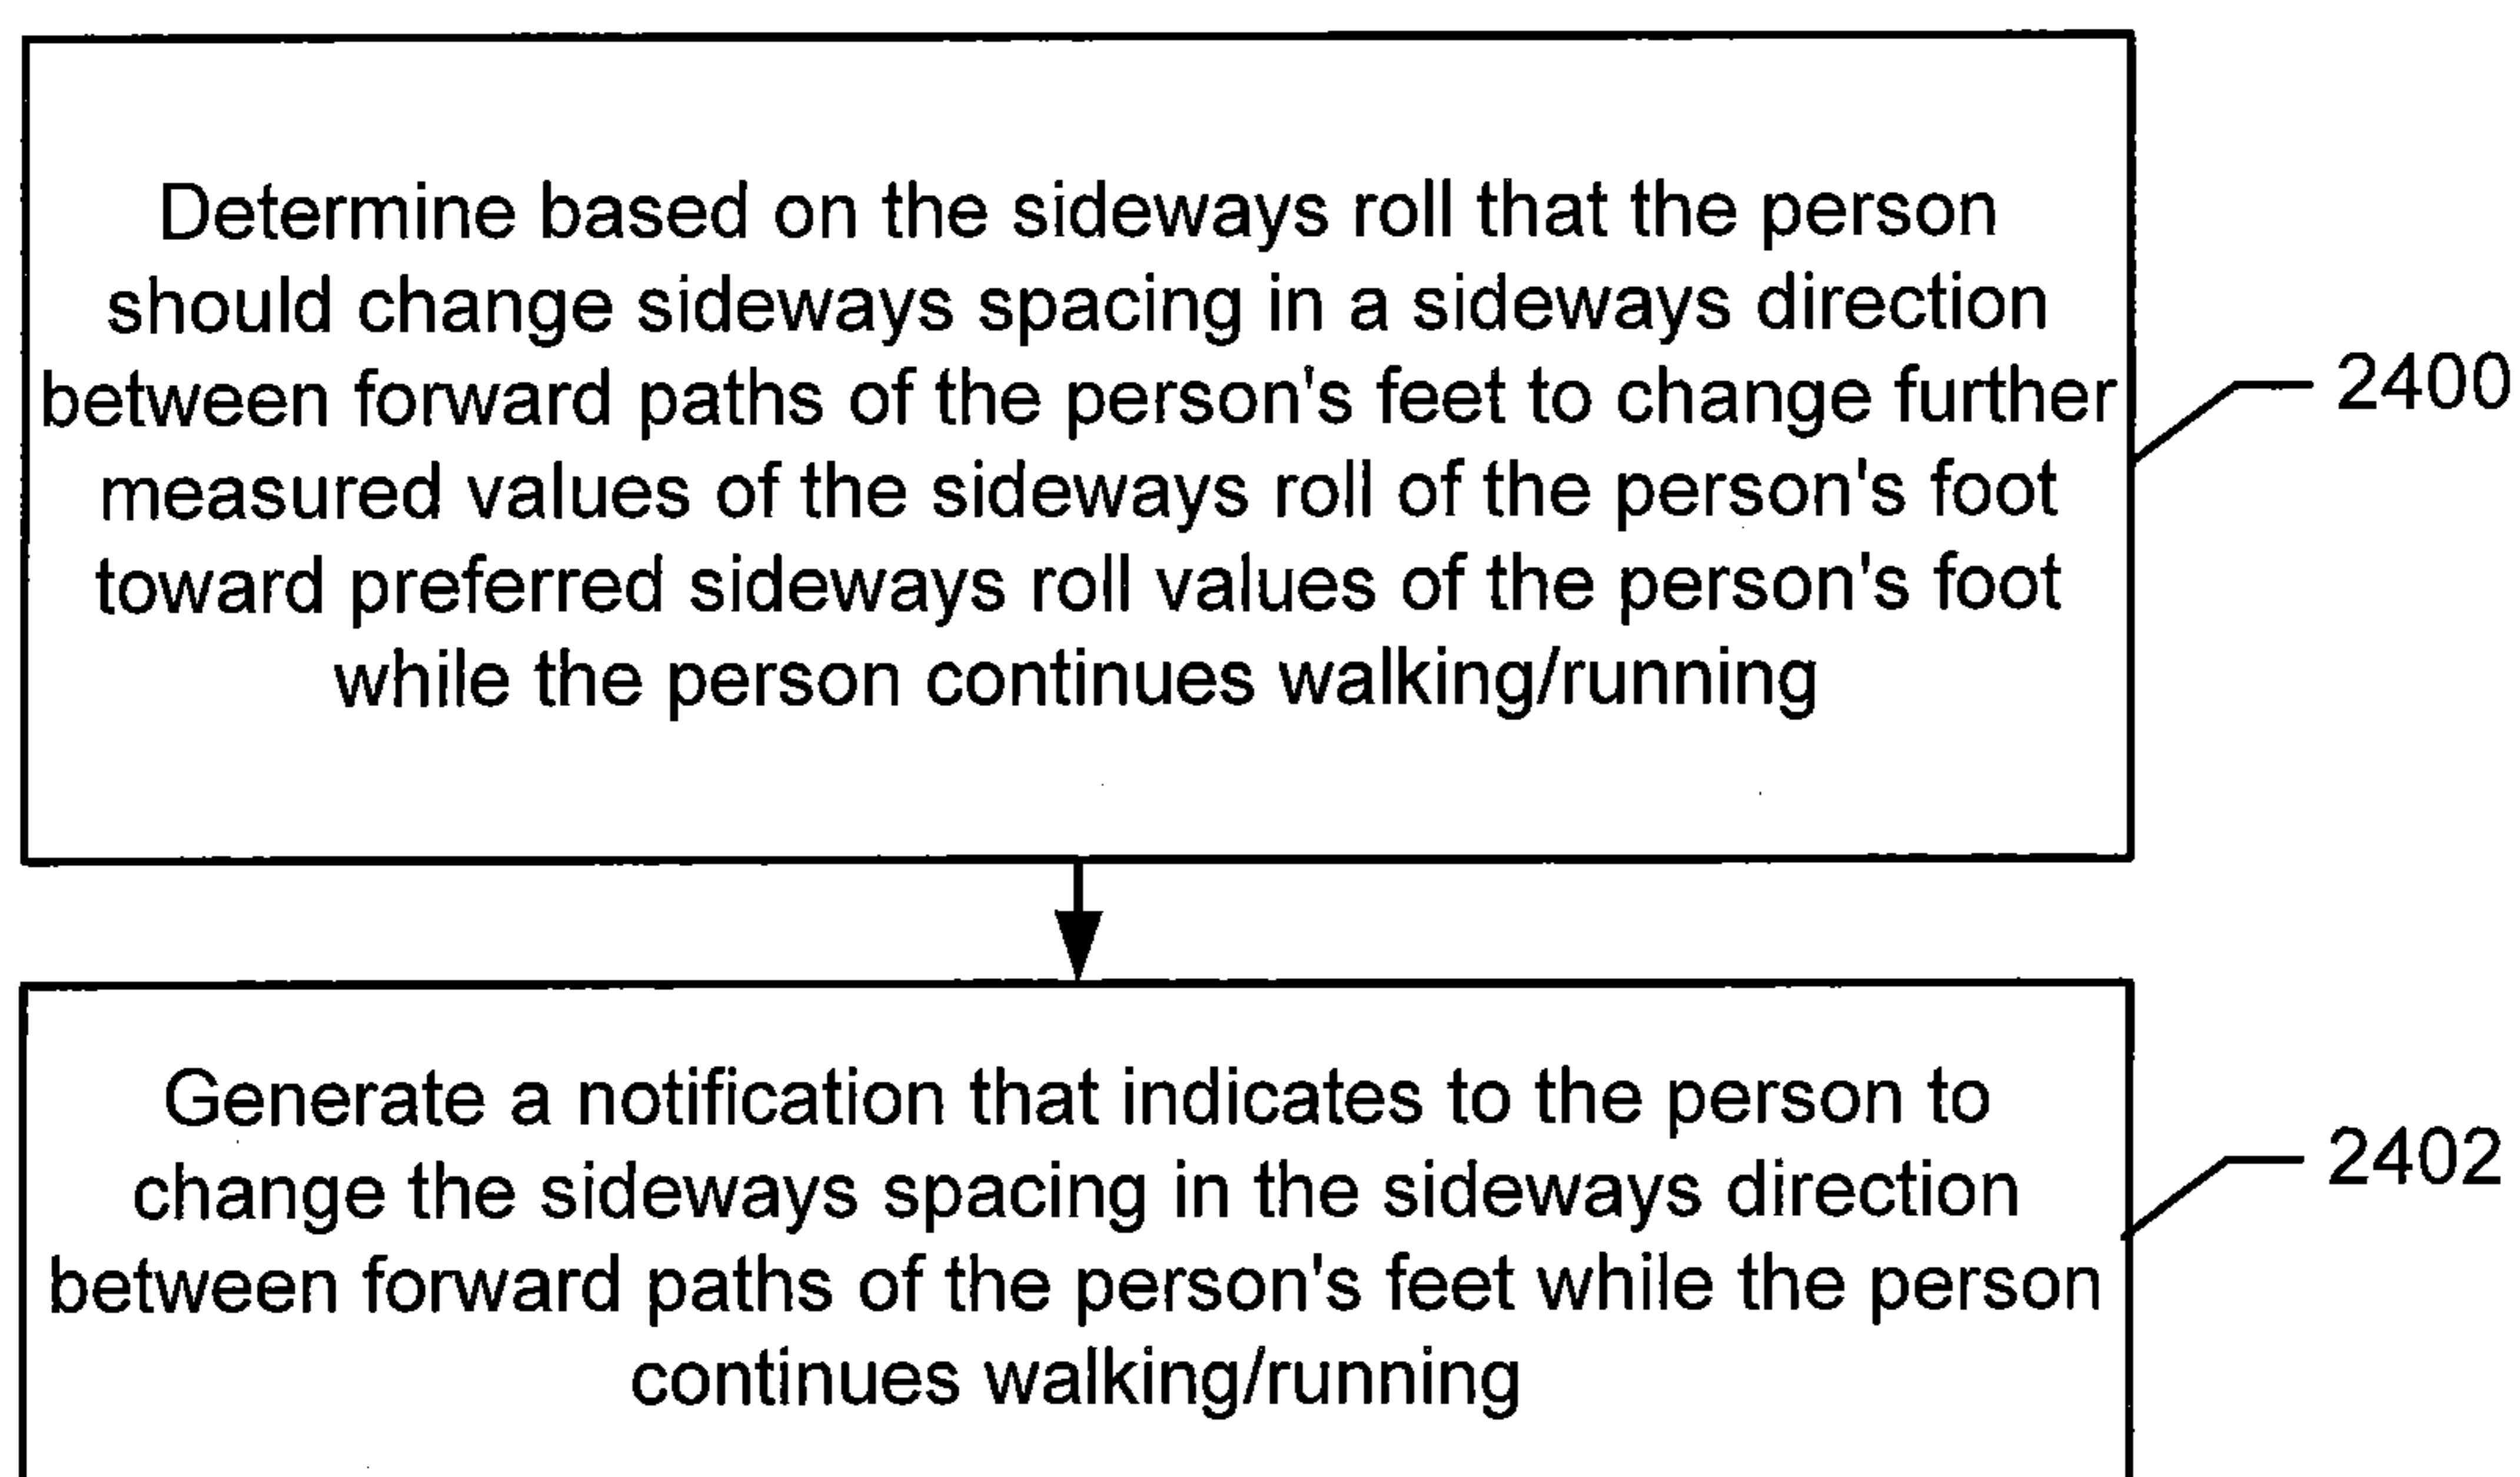 Determine based on the sideways roll that the person
should change sideways spacing in a sideways direction
between forward paths of the person's feet to change further
measured values of the sideways roll of the person's foot
toward preferred sideways roll values of the person's foot
while the person continues walking/running
2400
Generate a notification that indicates to the person to
change the sideways spacing in the sideways direction
between forward paths of the person's feet while the person
continues walking/running
2402